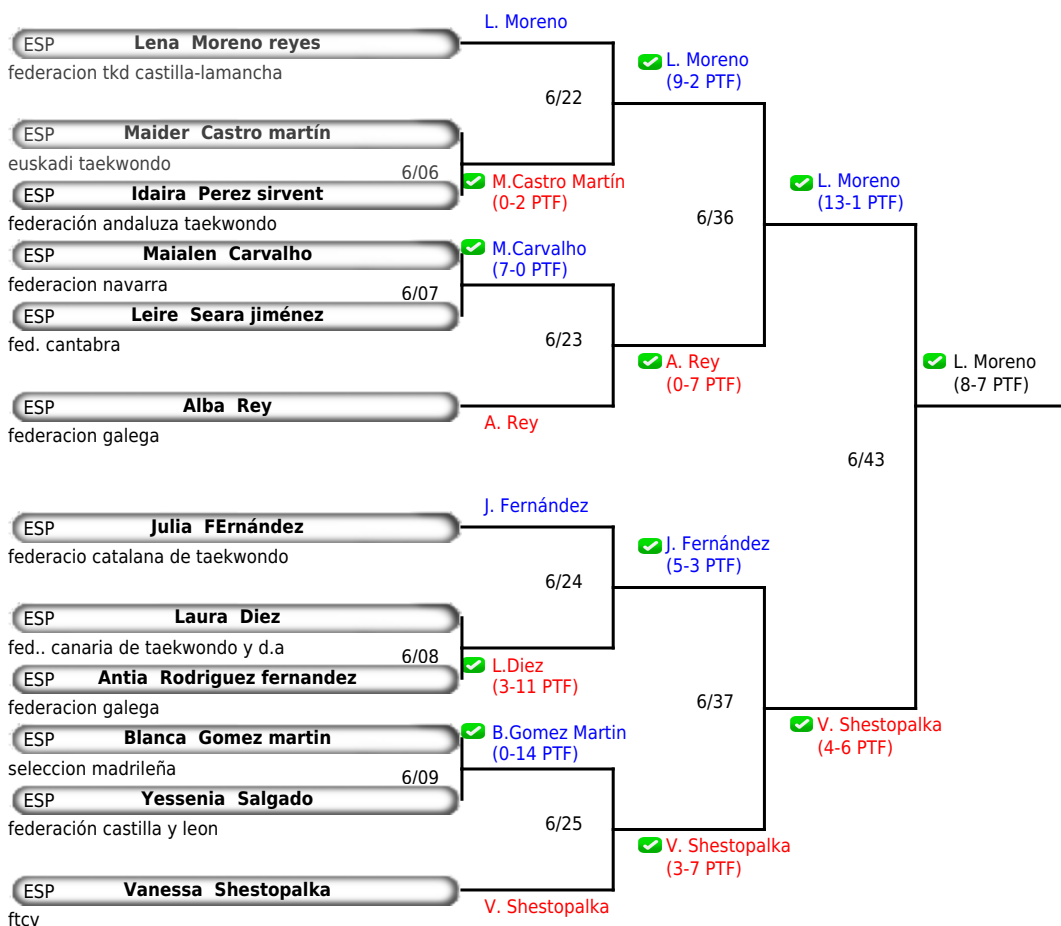 L. Moreno
ESP Lena Moreno reyes
federacion tkd castilla-lamancha
L. Moreno
(9-2 PTF)
6/22
ESP Maider Castro martín
euskadi taekwondo
6/06
M.Castro Martín
(0-2 PTF)
ESP Idaira Perez sirvent
federación andaluza taekwondo
L. Moreno
(13-1 PTF)
6/36
ESP Maialen Carvalho
federacion navarra
M.Carvalho
(7-0 PTF)
6/07
ESP Leire Seara jiménez
fed. cantabra
6/23
A. Rey
(0-7 PTF)
L. Moreno
(8-7 PTF)
ESP Alba Rey
federacion galega
A. Rey
6/43
J. Fernández
ESP Julia FErnández
federacio catalana de taekwondo
J. Fernández
(5-3 PTF)
6/24
ESP Laura Diez
fed.. canaria de taekwondo y d.a
6/08
L.Diez
(3-11 PTF)
ESP Antia Rodriguez fernandez
federacion galega
6/37
V. Shestopalka
(4-6 PTF)
ESP Blanca Gomez martin
seleccion madrileña
B.Gomez Martin
(0-14 PTF)
6/09
ESP Yessenia Salgado
federación castilla y leon
6/25
V. Shestopalka
(3-7 PTF)
ESP Vanessa Shestopalka
ftcv
V. Shestopalka